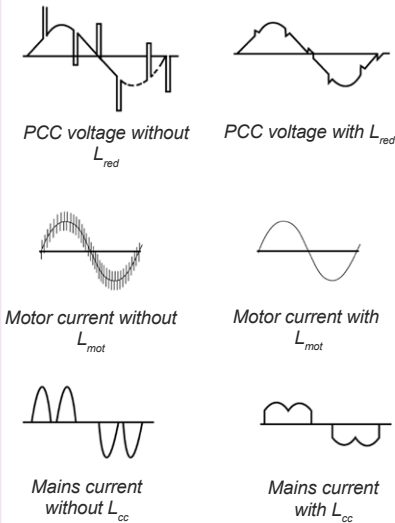 PCC voltage without
L_red
PCC voltage with L_red
Motor current without
L_mot
Motor current with
L_mot
Mains current
without L_cc
Mains current
with L_cc